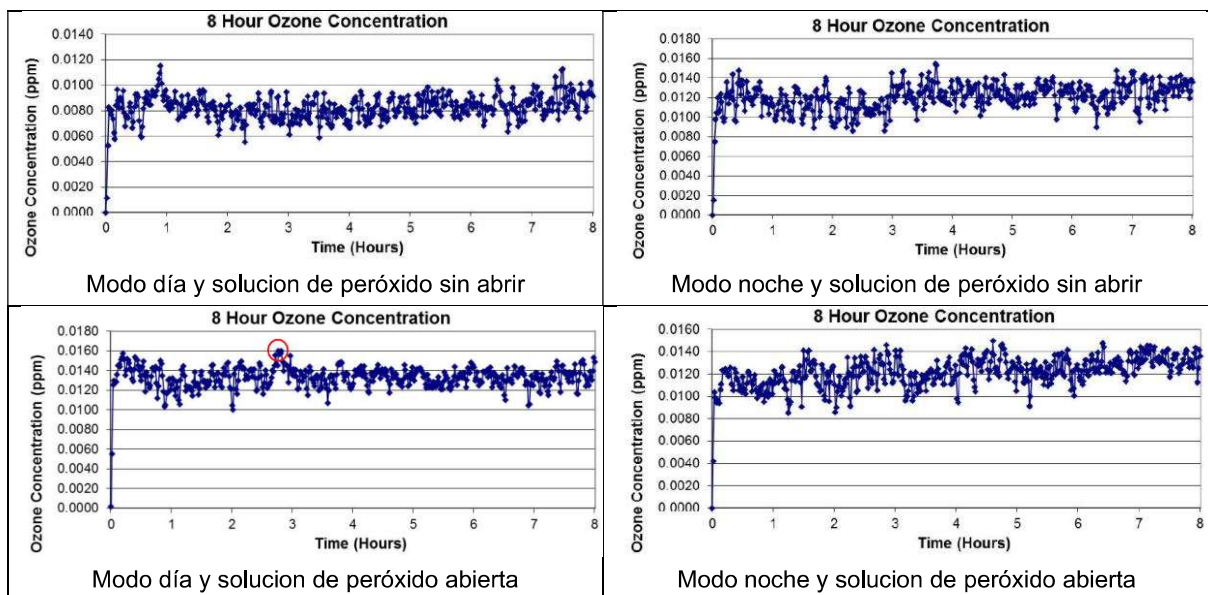 8 Hour Ozone Concentration
Ozone Concentration (ppm)
0.0140
0.0120
0.0100
0.0080
0.0060
0.0040
0.0020
0.0000
0 1 2 3 4 5 6 7 8
Time (Hours)
Modo día y solucion de peróxido sin abrir
8 Hour Ozone Concentration
Ozone Concentration (ppm)
0.0180
0.0160
0.0140
0.0120
0.0100
0.0080
0.0060
0.0040
0.0020
0.0000
0 1 2 3 4 5 6 7 8
Time (Hours)
Modo noche y solucion de peróxido sin abrir
8 Hour Ozone Concentration
Ozone Concentration (ppm)
0.0180
0.0160
0.0140
0.0120
0.0100
0.0080
0.0060
0.0040
0.0020
0.0000
0 1 2 3 4 5 6 7 8
Time (Hours)
Modo día y solucion de peróxido abierta
8 Hour Ozone Concentration
Ozone Concentration (ppm)
0.0160
0.0140
0.0120
0.0100
0.0080
0.0060
0.0040
0.0020
0.0000
0 1 2 3 4 5 6 7 8
Time (Hours)
Modo noche y solucion de peróxido abierta